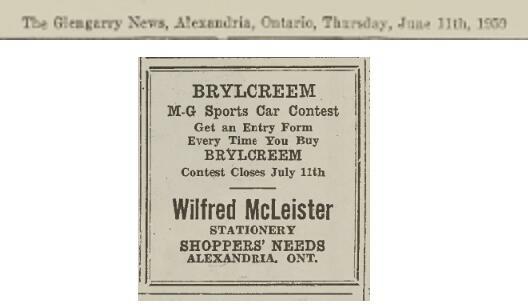 The Glengarry News, Alexandria, Ontario, Thursday, June 11th, 1959
BRYLCREEM
M-G Sports Car Contest
Get an Entry Form
Every Time You Buy
BRYLCREEM
Contest Closes July 11th
Wilfred McLeister
STATIONERY
SHOPPERS' NEEDS
ALEXANDRIA, ONT.